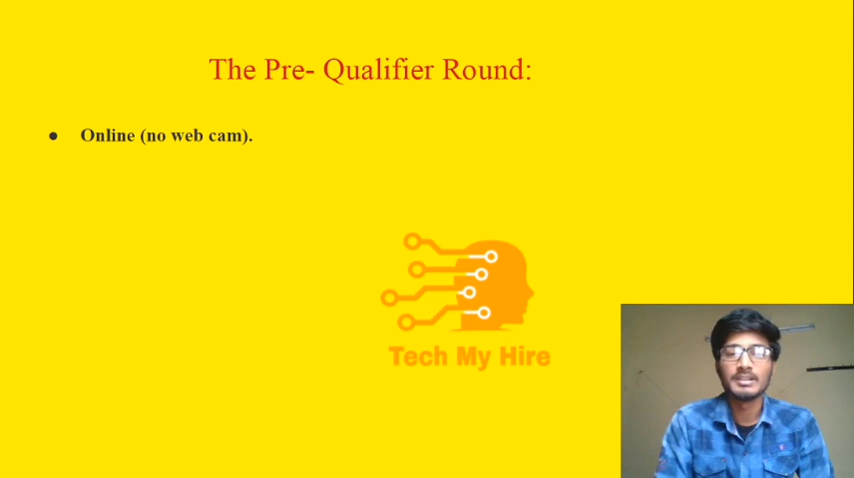 The Pre- Qualifier Round:
● Online (no web cam).
Tech My Hire